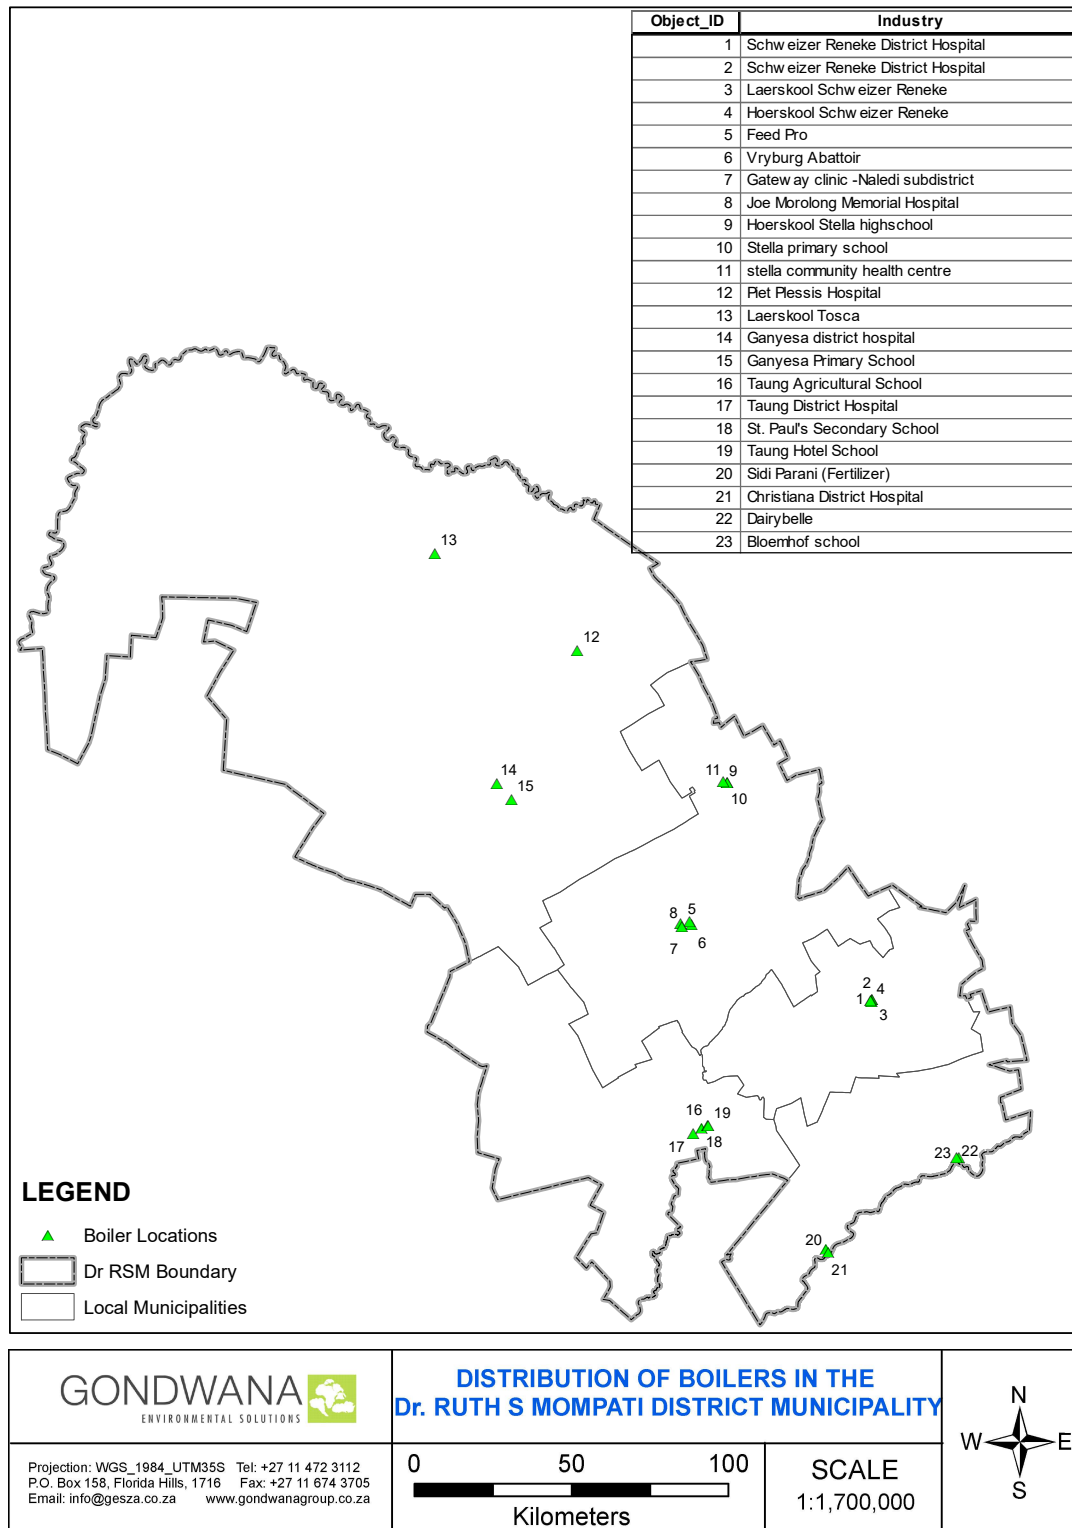 Object_ID Industry
1 Schweizer Reneke District Hospital
2 Schweizer Reneke District Hospital
3 Laerskool Schweizer Reneke
4 Hoerskool Schweizer Reneke
5 Feed Pro
6 Vryburg Abattoir
7 Gateway clinic -Naledi subdistrict
8 Joe Morolong Memorial Hospital
9 Hoerskool Stella highschool
10 Stella primary school
11 stella community health centre
12 Piet Plessis Hospital
13 Laerskool Tosca
14 Ganyesa district hospital
15 Ganyesa Primary School
16 Taung Agricultural School
17 Taung District Hospital
18 St. Paul's Secondary School
19 Taung Hotel School
20 Sidi Parani (Fertilizer)
21 Christiana District Hospital
22 Dairybelle
23 Bloemhof school
13
12
14
15
11 9
10
8 5
7 6
2 4
1
3
16 19
17 18
23 22
20
21
LEGEND
Boiler Locations
Dr RSM Boundary
Local Municipalities
GONDWANA
ENVIRONMENTAL SOLUTIONS
Projection: WGS_1984_UTM35S Tel: +27 11 472 3112
P.O. Box 158, Florida Hills, 1716 Fax: +27 11 674 3705
Email: info@gesza.co.za www.gondwanagroup.co.za
DISTRIBUTION OF BOILERS IN THE
Dr. RUTH S MOMPATI DISTRICT MUNICIPALITY
0 50 100
Kilometers
SCALE
1:1,700,000
N
W E
S